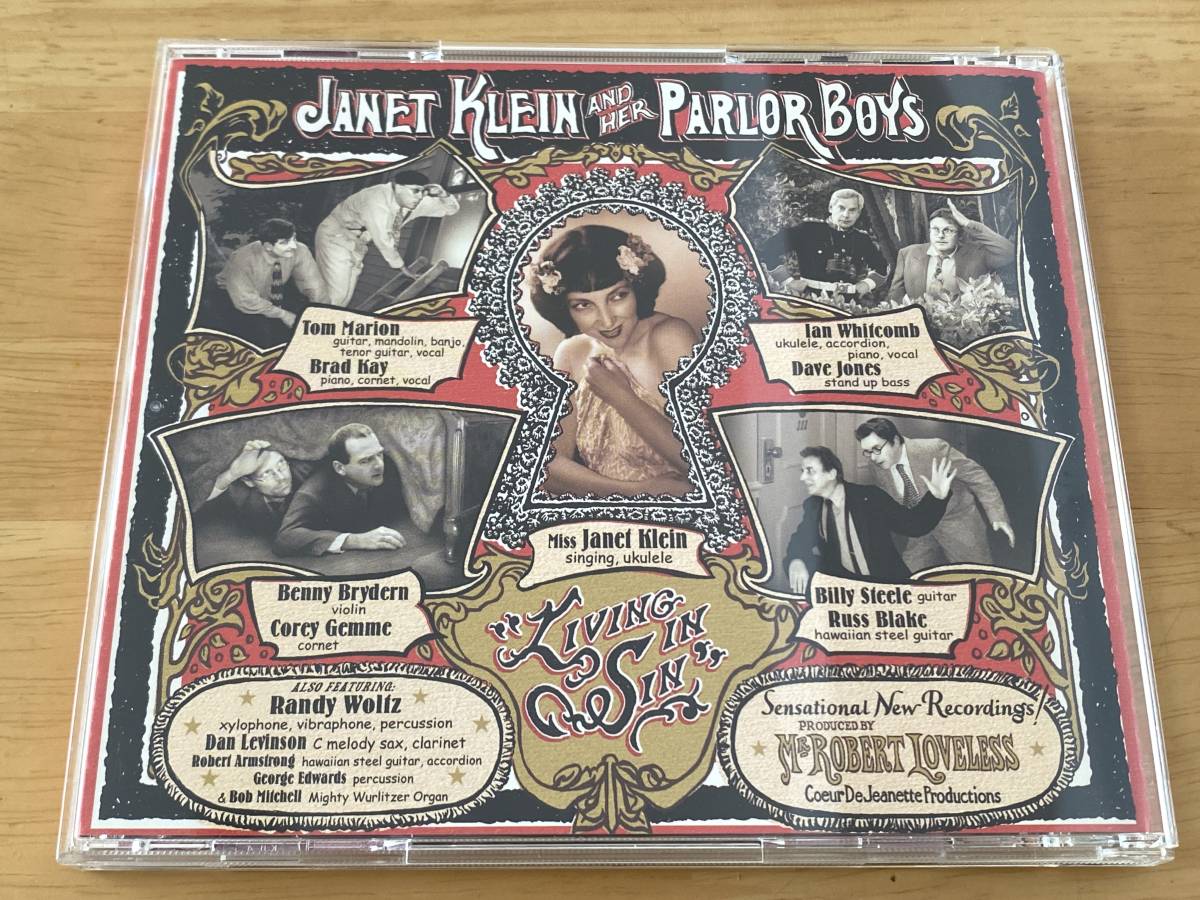 JANET KLEIN AND HER PARLOR BOYS
Tom Marion
guitar, mandolin, banjo,
tenor guitar, vocal
Brad Kay
piano, cornet, vocal
Ian Whitcomb
ukulele, accordion,
piano, vocal
Dave Jones
stand up bass
III
Miss Janet Klein
singing, ukulele
Benny Brydern
violin
Corey Gemme
cornet
Billy Steele guitar
Russ Blake
hawaiian steel guitar
"LIVING
IN
SIN"
ALSO FEATURING:
Randy Woltz
xylophone, vibraphone, percussion
Dan Levinson C melody sax, clarinet
Robert Armstrong hawaiian steel guitar, accordion
George Edwards percussion
& Bob Mitchell Mighty Wurlitzer Organ
Sensational New Recordings!
PRODUCED BY
MR ROBERT LOVELESS
Coeur De Jeanette Productions